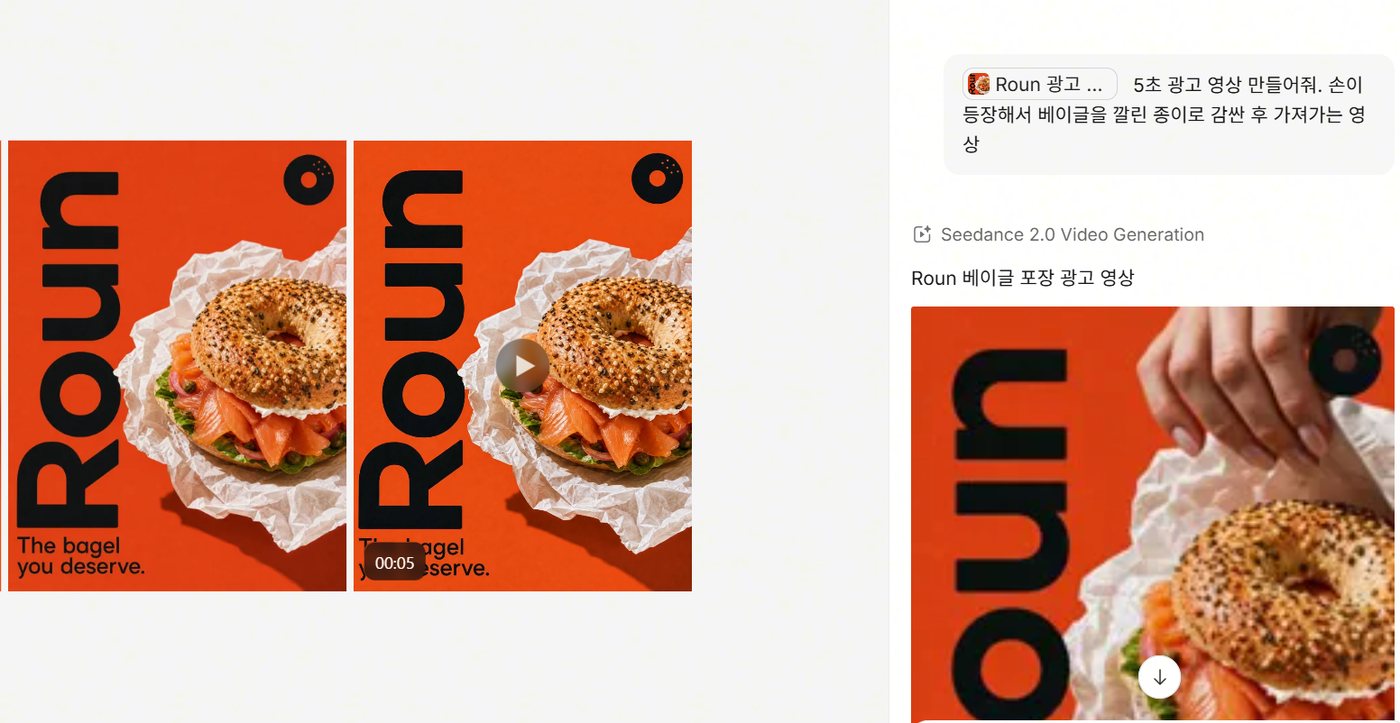 Roun
The bagel
you deserve.
Roun
The bagel
you deserve.
00:05
Roun 광고 ... 5초 광고 영상 만들어줘. 손이
등장해서 베이글을 깔린 종이로 감싼 후 가져가는 영
상
Seedance 2.0 Video Generation
Roun 베이글 포장 광고 영상
oun